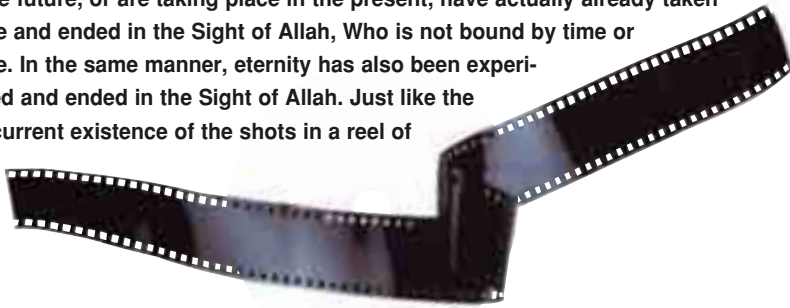 future, or are taking place in the present, have actually already taken
and ended in the Sight of Allah, Who is not bound by time or
In the same manner, eternity has also been experi-
and ended in the Sight of Allah. Just like the
existence of the shots in a reel of